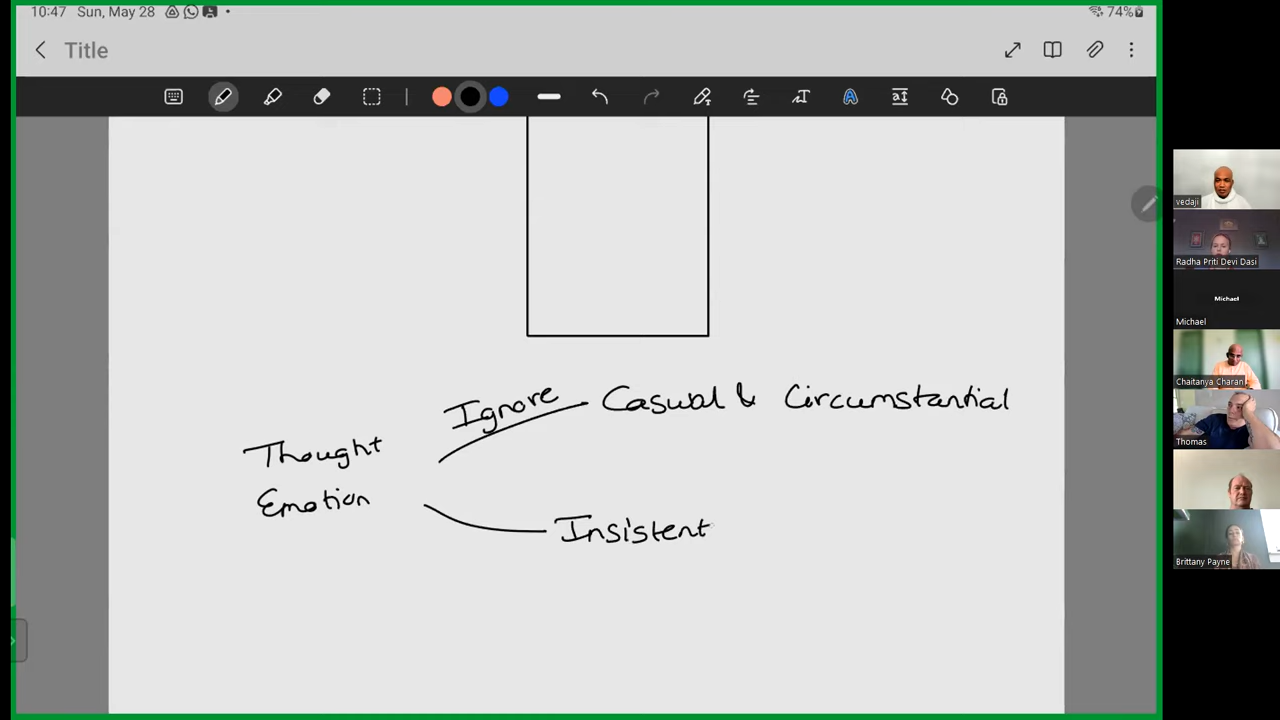 10:47 Sun, May 28
74%
Title
vedaji
Radha Priti Devi Dasi
Michael
Michael
Chaitanya Charan
Thomas
Brittany Payne
Ignore Casual & Circumstantial
Thought
Emotion
Insistent